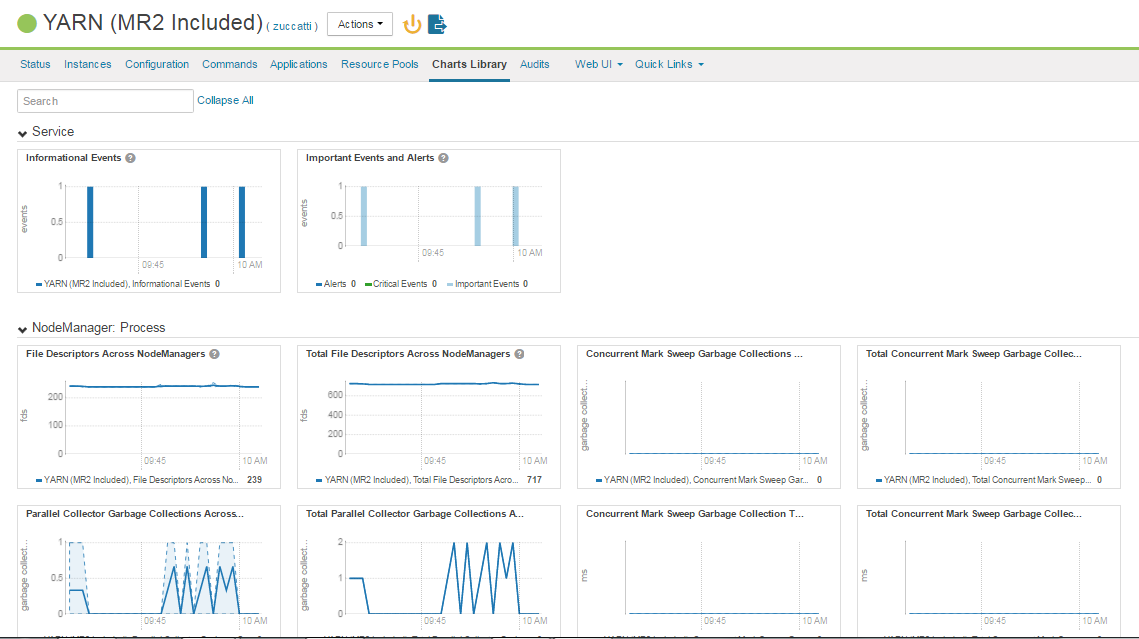 YARN (MR2 Included) ( zuccatti ) Actions
Status Instances Configuration Commands Applications Resource Pools Charts Library Audits Web UI Quick Links
Search Collapse All
Service
Informational Events ? Important Events and Alerts ?
1 1
events 0.5 events 0.5
0 0
09:45 10 AM 09:45 10 AM
YARN (MR2 Included), Informational Events 0 Alerts 0 Critical Events 0 Important Events 0
NodeManager: Process
File Descriptors Across NodeManagers ? Total File Descriptors Across NodeManagers ? Concurrent Mark Sweep Garbage Collections ... Total Concurrent Mark Sweep Garbage Collec...
fds 200 100 0 fds 600 400 200 0 garbage collect... garbage collect...
09:45 10 AM 09:45 10 AM 09:45 10 AM 09:45 10 AM
YARN (MR2 Included), File Descriptors Across No... 239 YARN (MR2 Included), Total File Descriptors Acro... 717 YARN (MR2 Included), Concurrent Mark Sweep Gar... 0 YARN (MR2 Included), Total Concurrent Mark Sweep... 0
Parallel Collector Garbage Collections Across... Total Parallel Collector Garbage Collections A... Concurrent Mark Sweep Garbage Collection T... Total Concurrent Mark Sweep Garbage Collec...
garbage collect... 1 0.5 0 garbage collect... 2 1 0 ms ms
09:45 10 AM 09:45 10 AM 09:45 10 AM 09:45 10 AM